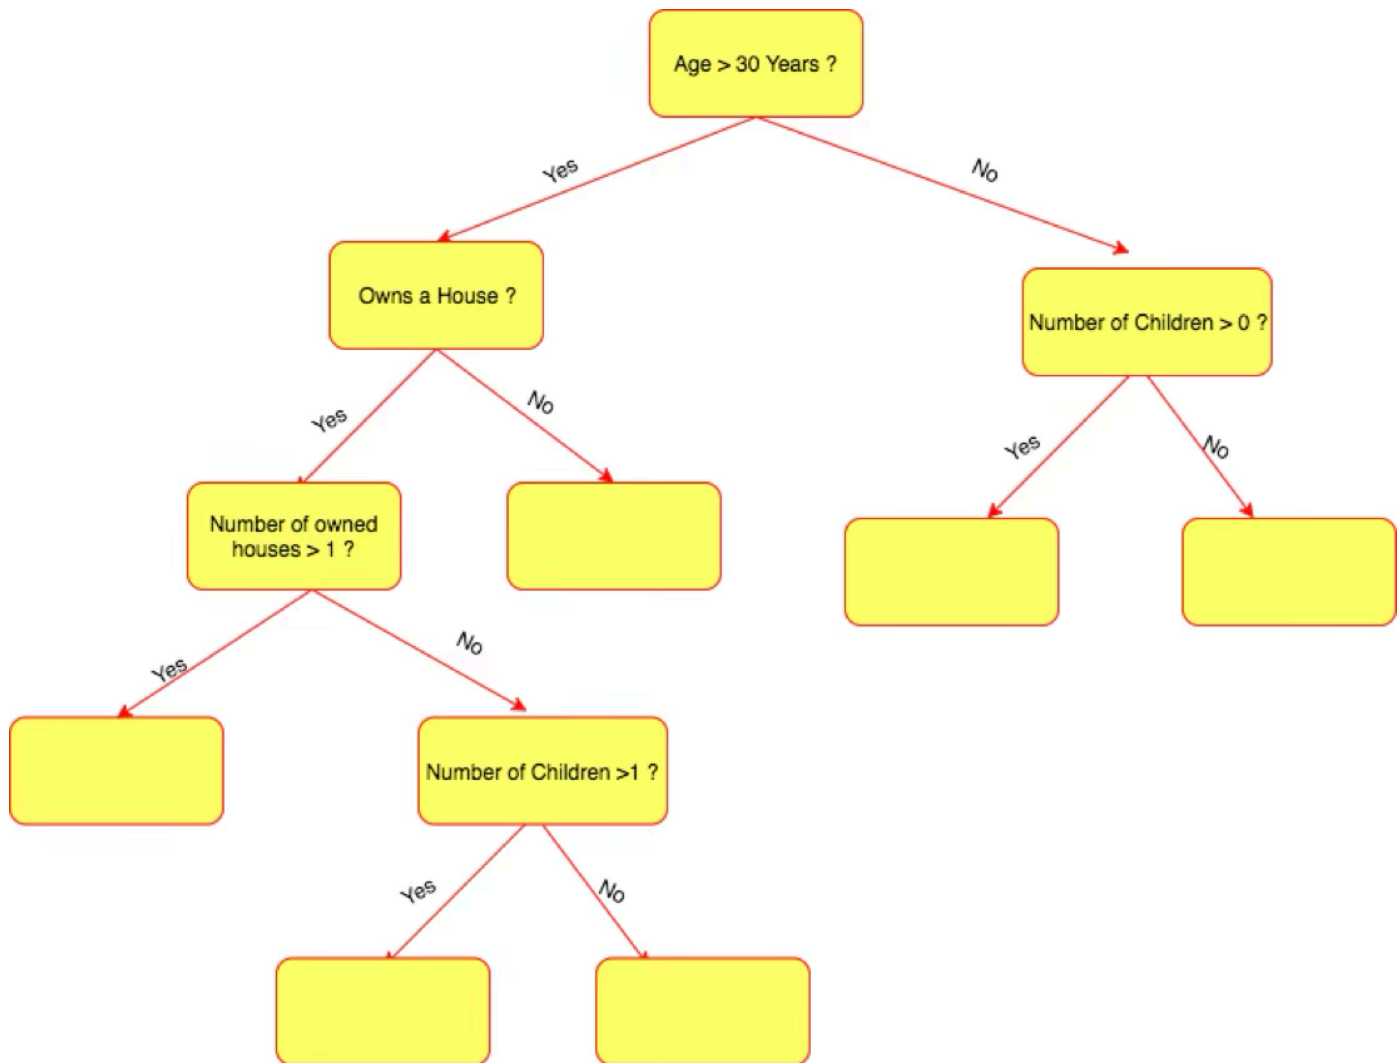 Age > 30 Years ?
Yes
No
Owns a House ?
Number of Children > 0 ?
Yes
No
Yes
No
Number of owned
houses > 1 ?
Yes
No
Number of Children >1 ?
Yes
No